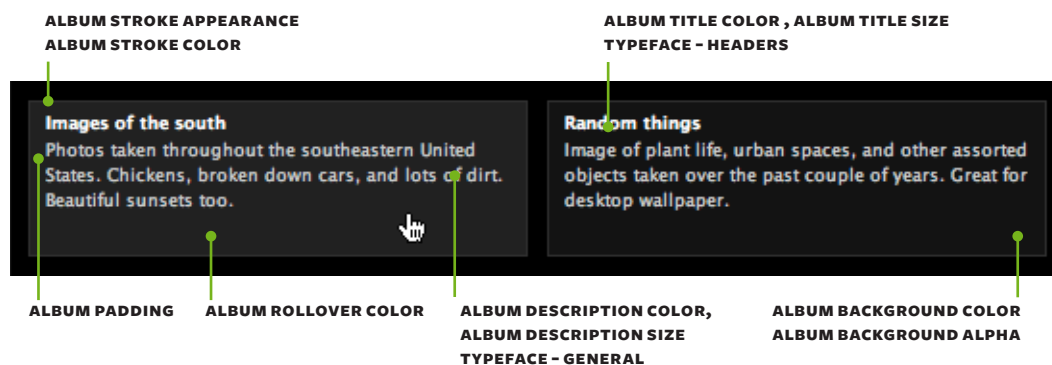 ALBUM STROKE APPEARANCE
ALBUM STROKE COLOR
ALBUM TITLE COLOR , ALBUM TITLE SIZE
TYPEFACE – HEADERS
Images of the south
Photos taken throughout the southeastern United
States. Chickens, broken down cars, and lots of dirt.
Beautiful sunsets too.
Random things
Image of plant life, urban spaces, and other assorted
objects taken over the past couple of years. Great for
desktop wallpaper.
ALBUM PADDING
ALBUM ROLLOVER COLOR
ALBUM DESCRIPTION COLOR,
ALBUM DESCRIPTION SIZE
TYPEFACE – GENERAL
ALBUM BACKGROUND COLOR
ALBUM BACKGROUND ALPHA